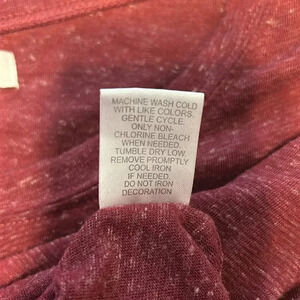 MACHINE WASH COLD
WITH LIKE COLORS.
GENTLE CYCLE.
ONLY NON-
CHLORINE BLEACH
WHEN NEEDED.
TUMBLE DRY LOW.
REMOVE PROMPTLY
COOL IRON
IF NEEDED.
DO NOT IRON
DECORATION